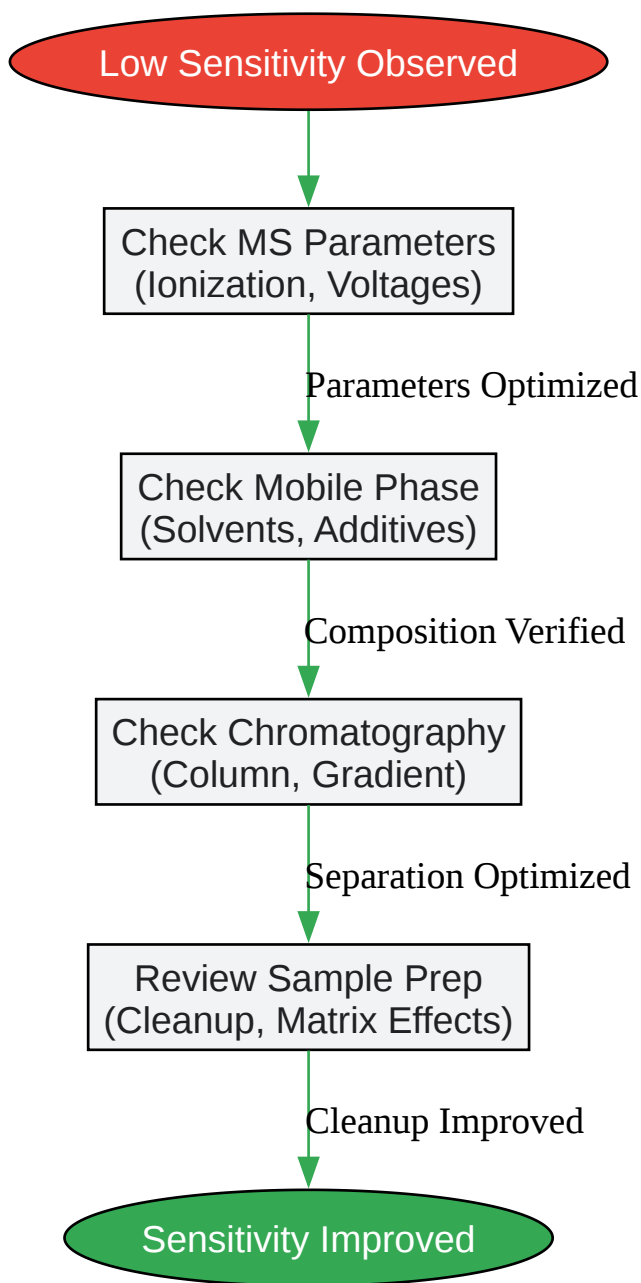 Low Sensitivity Observed
Check MS Parameters
(Ionization, Voltages)
Parameters Optimized
Check Mobile Phase
(Solvents, Additives)
Composition Verified
Check Chromatography
(Column, Gradient)
Separation Optimized
Review Sample Prep
(Cleanup, Matrix Effects)
Cleanup Improved
Sensitivity Improved